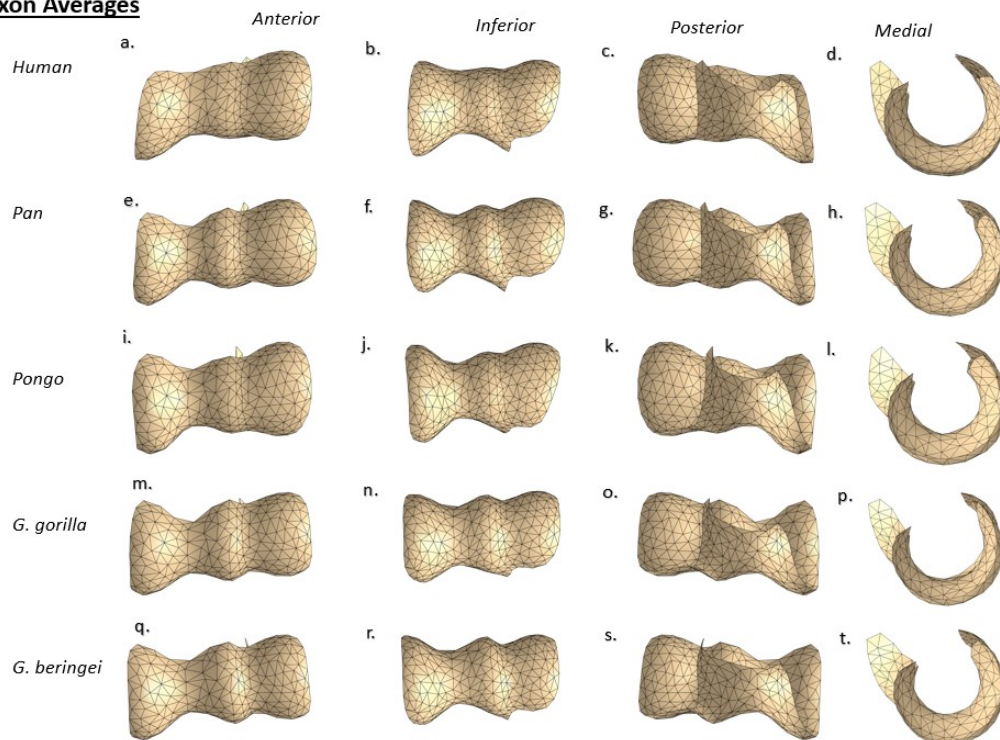 xon Averages
Anterior Inferior Posterior Medial
Human a. b. c. d.
Pan e. f. g. h.
Pongo i. j. k. l.
G. gorilla m. n. o. p.
G. beringei q. r. s. t.